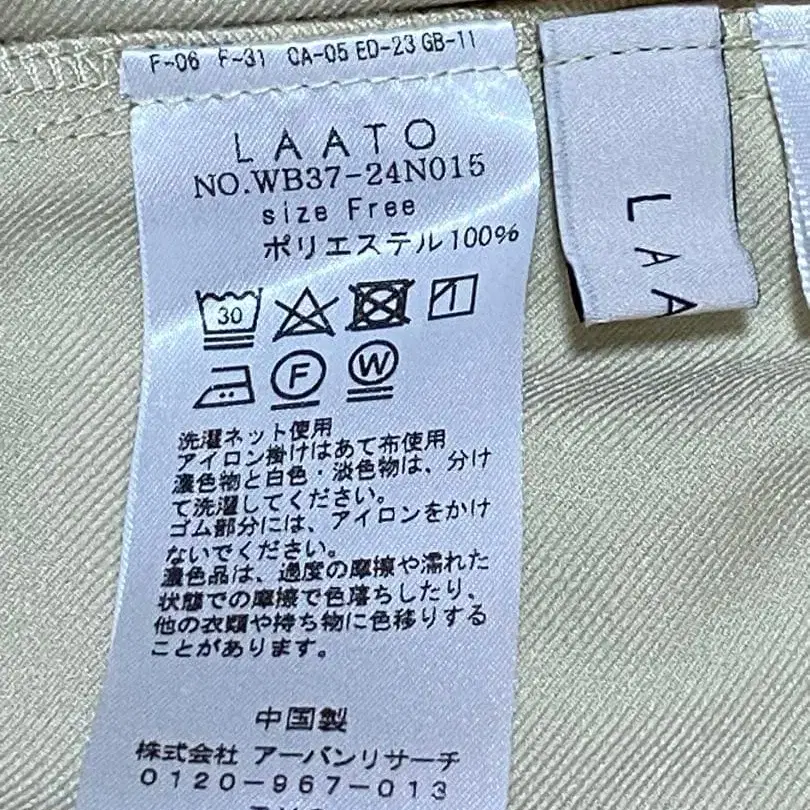 F-06 F-31 CA-05 ED-23 GB-11
LAATO
NO.WB37-24N015
size Free
ポリエステル100%
30
F
W
洗濯ネット使用
アイロン掛けはあて布使用
濃色物と白色・淡色物は、分け
て洗濯してください。
ゴム部分には、アイロンをかけ
ないでください。
濃色品は、過度の摩擦や濡れた
状態での摩擦で色落ちしたり、
他の衣類や持ち物に色移りする
ことがあります。
中国製
株式会社 アーバンリサーチ
0120-967-013
LAA